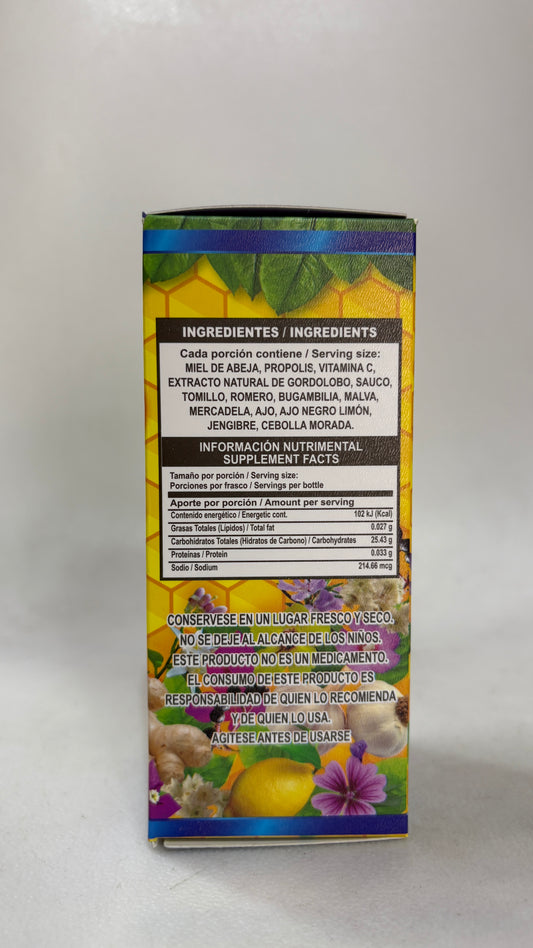 INGREDIENTES / INGREDIENTS
Cada porción contiene / Serving size:
MIEL DE ABEJA, PROPOLIS, VITAMINA C,
EXTRACTO NATURAL DE GORDOLOBO, SAUCO,
TOMILLO, ROMERO, BUGAMBILIA, MALVA,
MERCADELA, AJO, AJO NEGRO LIMÓN,
JENGIBRE, CEBOLLA MORADA.
INFORMACIÓN NUTRIMENTAL
SUPPLEMENT FACTS
Tamaño por porción / Serving size:
Porciones por frasco / Servings per bottle
Aporte por porción / Amount per serving
Contenido energético / Energetic cont. 102 kJ (Kcal)
Grasas Totales (Lípidos) / Total fat 0.027 g
Carbohidratos Totales (Hidratos de Carbono) / Carbohydrates 25.43 g
Proteínas / Protein 0.033 g
Sodio / Sodium 214.66 mcg
CONSERVESE EN UN LUGAR FRESCO Y SECO.
NO SE DEJE AL ALCANCE DE LOS NIÑOS.
ESTE PRODUCTO NO ES UN MEDICAMENTO.
EL CONSUMO DE ESTE PRODUCTO ES
RESPONSABILIDAD DE QUIEN LO RECOMIENDA
Y DE QUIEN LO USA.
AGITESE ANTES DE USARSE